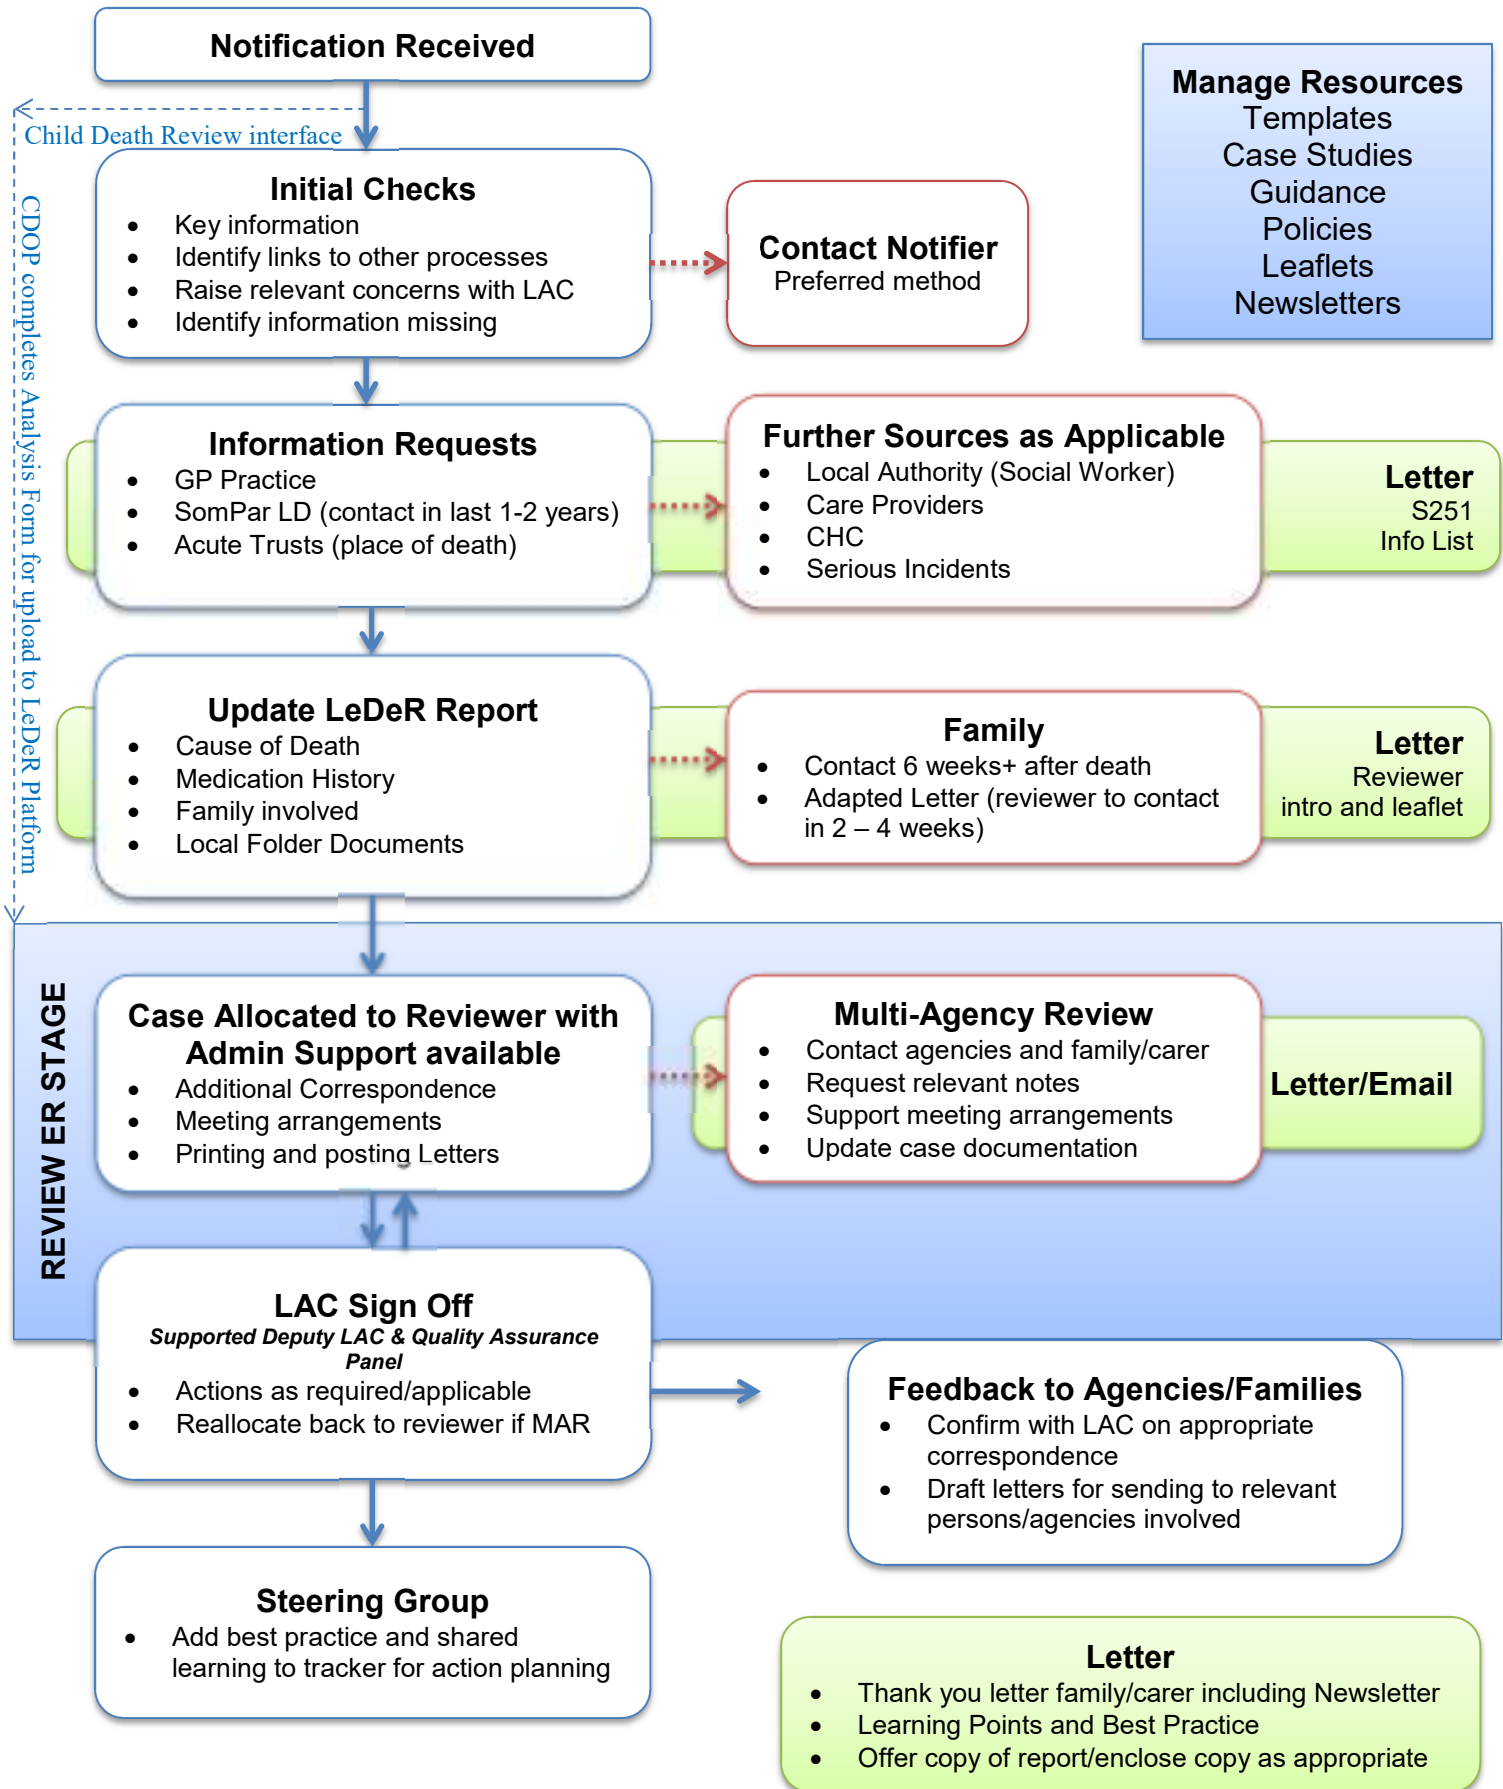 Notification Received
Manage Resources
Templates
Case Studies
Guidance
Policies
Leaflets
Newsletters
Child Death Review interface
CDOP completes Analysis Form for upload to LeDeR Platform
Initial Checks
• Key information
• Identify links to other processes
• Raise relevant concerns with LAC
• Identify information missing
Contact Notifier
Preferred method
Information Requests
• GP Practice
• SomPar LD (contact in last 1-2 years)
• Acute Trusts (place of death)
Further Sources as Applicable
• Local Authority (Social Worker)
• Care Providers
• CHC
• Serious Incidents
Letter
S251
Info List
Update LeDeR Report
• Cause of Death
• Medication History
• Family involved
• Local Folder Documents
Family
• Contact 6 weeks+ after death
• Adapted Letter (reviewer to contact
in 2 – 4 weeks)
Letter
Reviewer
intro and leaflet
REVIEWER STAGE
Case Allocated to Reviewer with
Admin Support available
• Additional Correspondence
• Meeting arrangements
• Printing and posting Letters
Multi-Agency Review
• Contact agencies and family/carer
• Request relevant notes
• Support meeting arrangements
• Update case documentation
Letter/Email
LAC Sign Off
Supported Deputy LAC & Quality Assurance
Panel
• Actions as required/applicable
• Reallocate back to reviewer if MAR
Feedback to Agencies/Families
• Confirm with LAC on appropriate
correspondence
• Draft letters for sending to relevant
persons/agencies involved
Steering Group
• Add best practice and shared
learning to tracker for action planning
Letter
• Thank you letter family/carer including Newsletter
• Learning Points and Best Practice
• Offer copy of report/enclose copy as appropriate